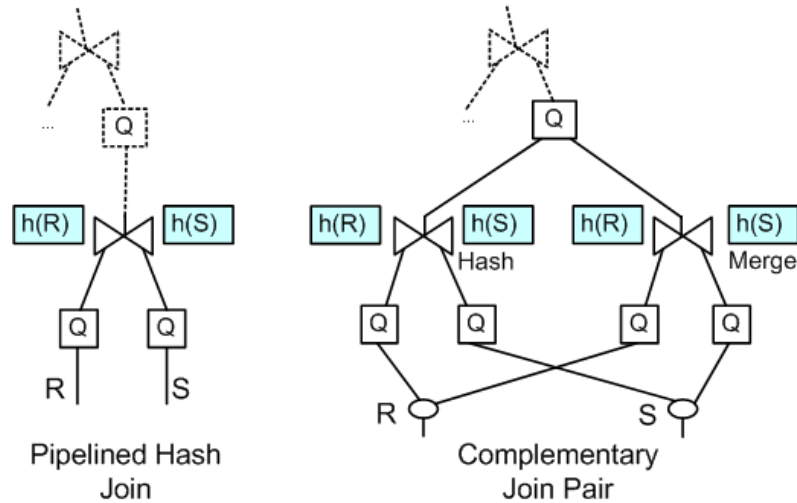 ...
Q
h(R)
h(S)
Q
Q
R
S
Pipelined Hash
Join
...
Q
h(R)
h(S)
Hash
h(R)
h(S)
Merge
Q
Q
Q
Q
R
S
Complementary
Join Pair